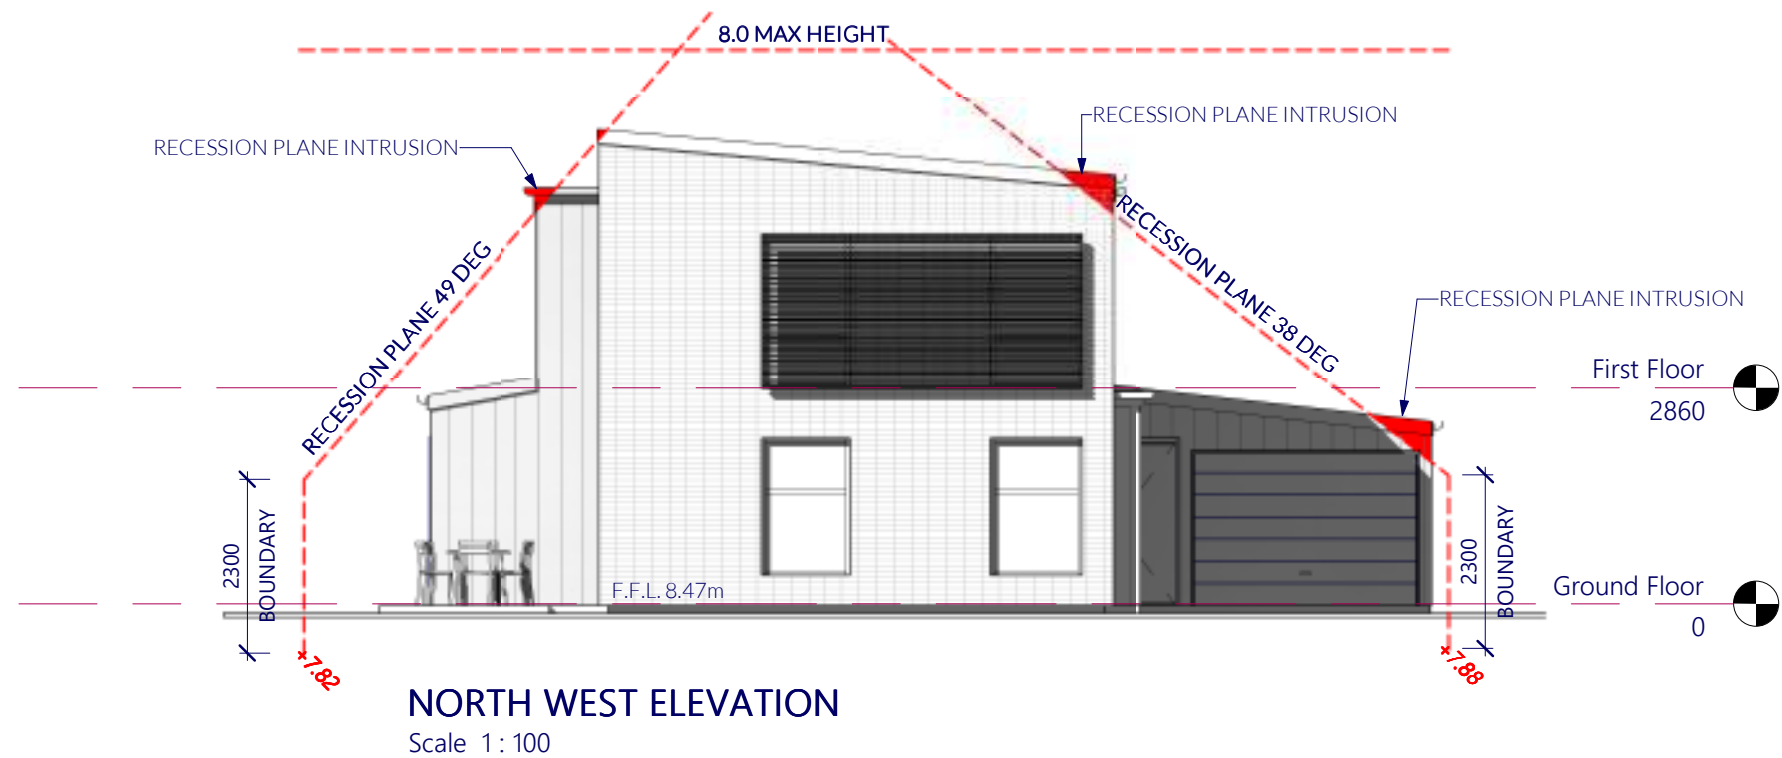 8.0 MAX HEIGHT
RECESSION PLANE INTRUSION
RECESSION PLANE INTRUSION
RECESSION PLANE 49 DEG
RECESSION PLANE 38 DEG
RECESSION PLANE INTRUSION
First Floor
2860
2300
BOUNDARY
F.F.L. 8.47m
2300
BOUNDARY
Ground Floor
0
7.82
7.88
NORTH WEST ELEVATION
Scale 1 : 100